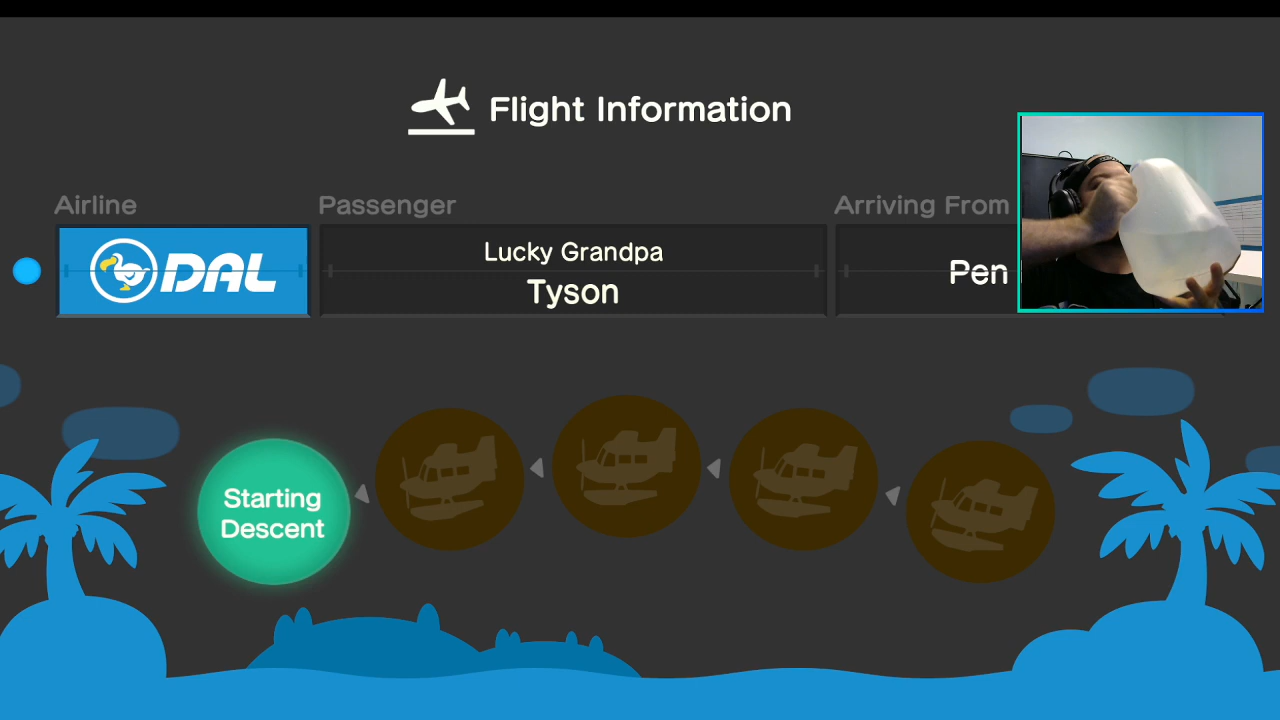 Flight Information
Airline
Passenger
Arriving From
DAL
Lucky Grandpa
Tyson
Pen
Starting
Descent